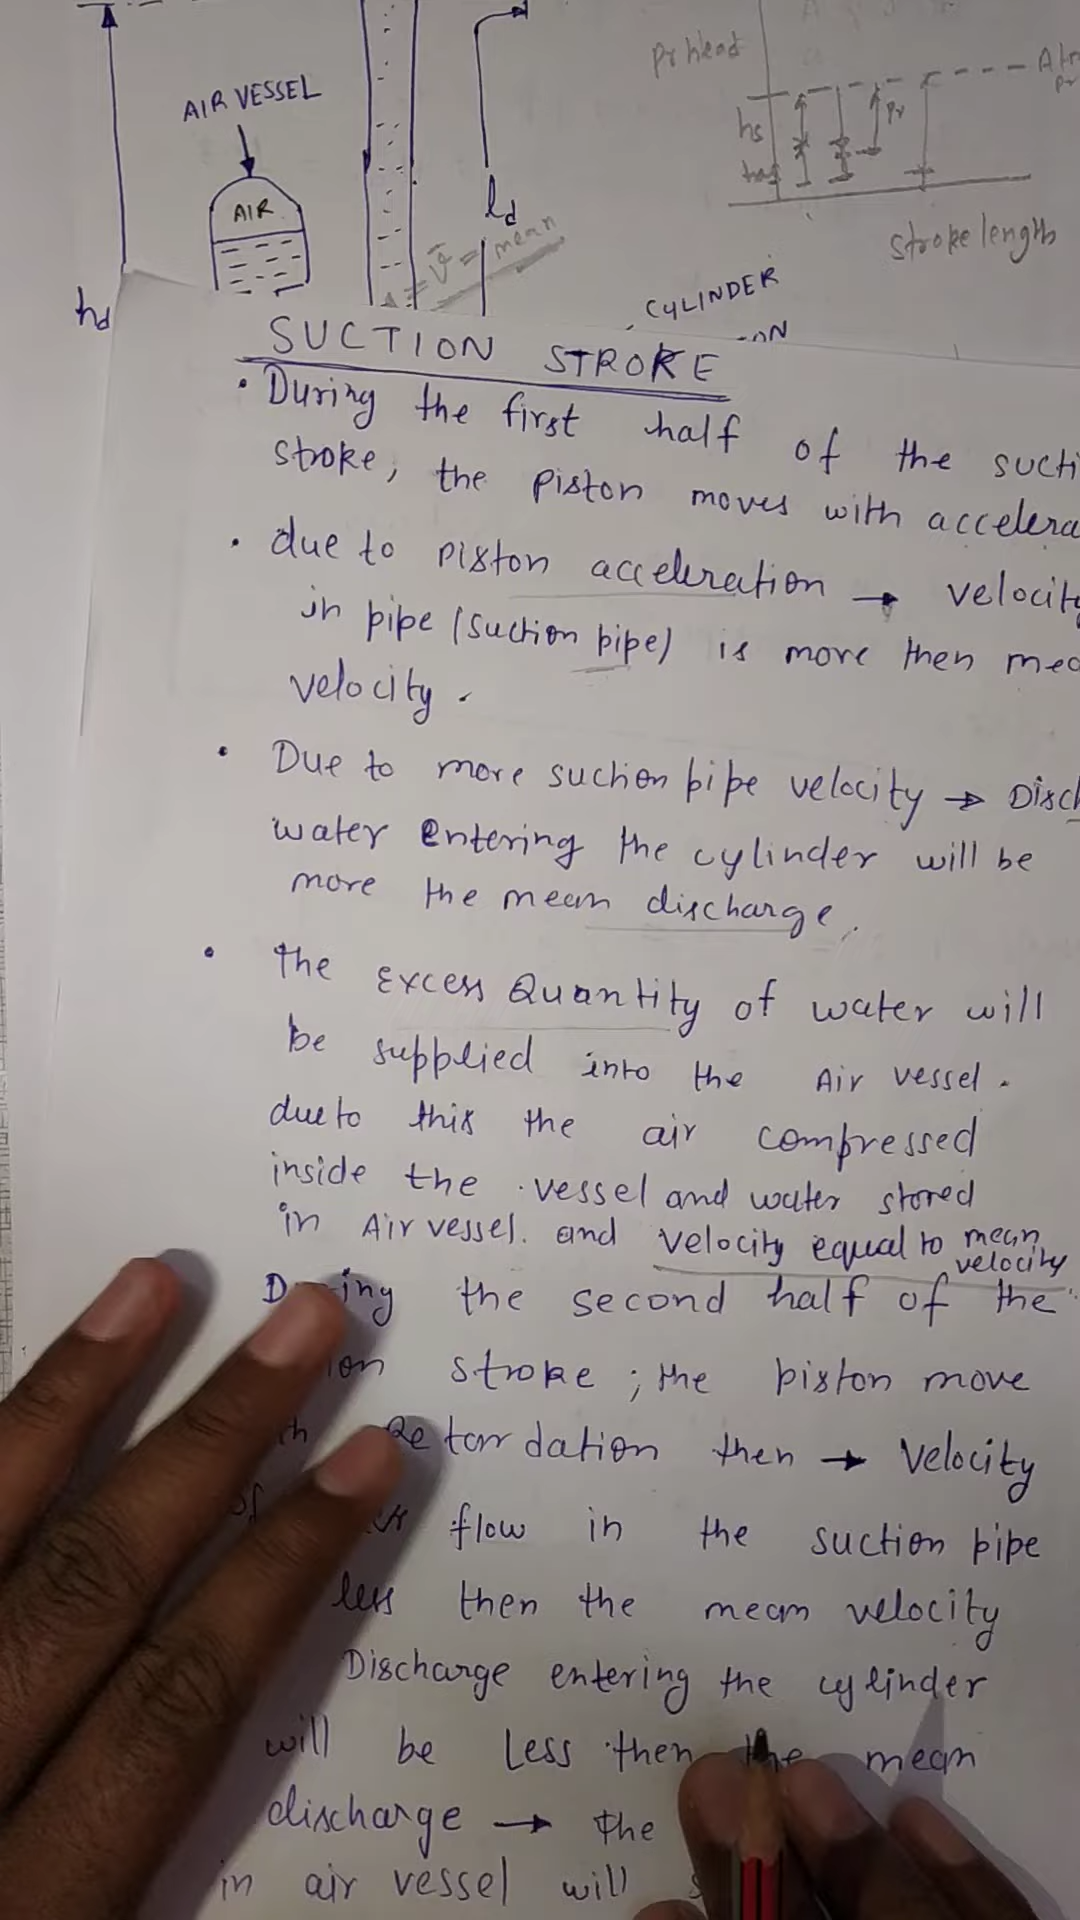 AIR VESSEL
AIR
ld
= V̄ = mean
hd
Pr head
hs
Pr
stroke length
CYLINDER
SUCTION STROKE
• During the first half of the
stroke, the piston moves with
• due to piston acceleration →
in pipe (suction pipe) is more then
velocity.
• Due to more suction pipe velocity →
water entering the cylinder will be
more the mean discharge.
• the excess Quantity of water will
be supplied into the Air vessel.
due to this the air compressed
inside the vessel and water stored
in Air vessel. and velocity equal to mean
velocity
the second half of the
stroke ; the piston move
Retardation then → Velocity
flow in the suction pipe
less then the mean velocity
Discharge entering the cylinder
will be less then the mean
discharge → the
in air vessel will